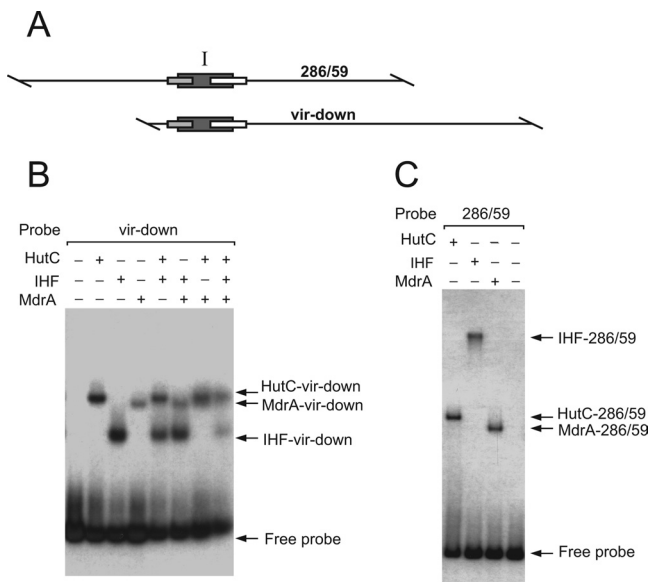 A
I
286/59
vir-down
B
Probe vir-down
HutC - + - - + - + +
IHF - - + - + + - +
MdrA - - - + - + + +
HutC-vir-down
MdrA-vir-down
IHF-vir-down
Free probe
C
Probe 286/59
HutC + - - -
IHF - + - -
MdrA - - + -
IHF-286/59
HutC-286/59
MdrA-286/59
Free probe